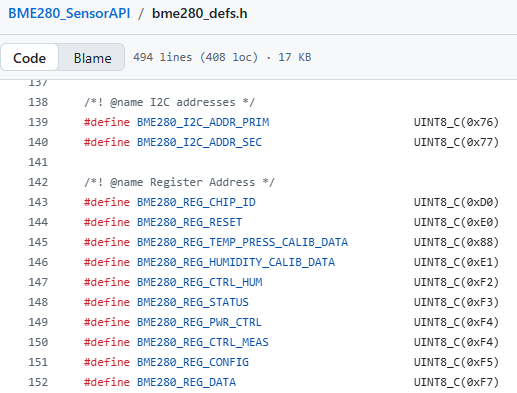 BME280_SensorAPI / bme280_defs.h
Code Blame 494 lines (408 loc) · 17 KB
137
138 /*! @name I2C addresses */
139 #define BME280_I2C_ADDR_PRIM UINT8_C(0x76)
140 #define BME280_I2C_ADDR_SEC UINT8_C(0x77)
141
142 /*! @name Register Address */
143 #define BME280_REG_CHIP_ID UINT8_C(0xD0)
144 #define BME280_REG_RESET UINT8_C(0xE0)
145 #define BME280_REG_TEMP_PRESS_CALIB_DATA UINT8_C(0x88)
146 #define BME280_REG_HUMIDITY_CALIB_DATA UINT8_C(0xE1)
147 #define BME280_REG_CTRL_HUM UINT8_C(0xF2)
148 #define BME280_REG_STATUS UINT8_C(0xF3)
149 #define BME280_REG_PWR_CTRL UINT8_C(0xF4)
150 #define BME280_REG_CTRL_MEAS UINT8_C(0xF4)
151 #define BME280_REG_CONFIG UINT8_C(0xF5)
152 #define BME280_REG_DATA UINT8_C(0xF7)